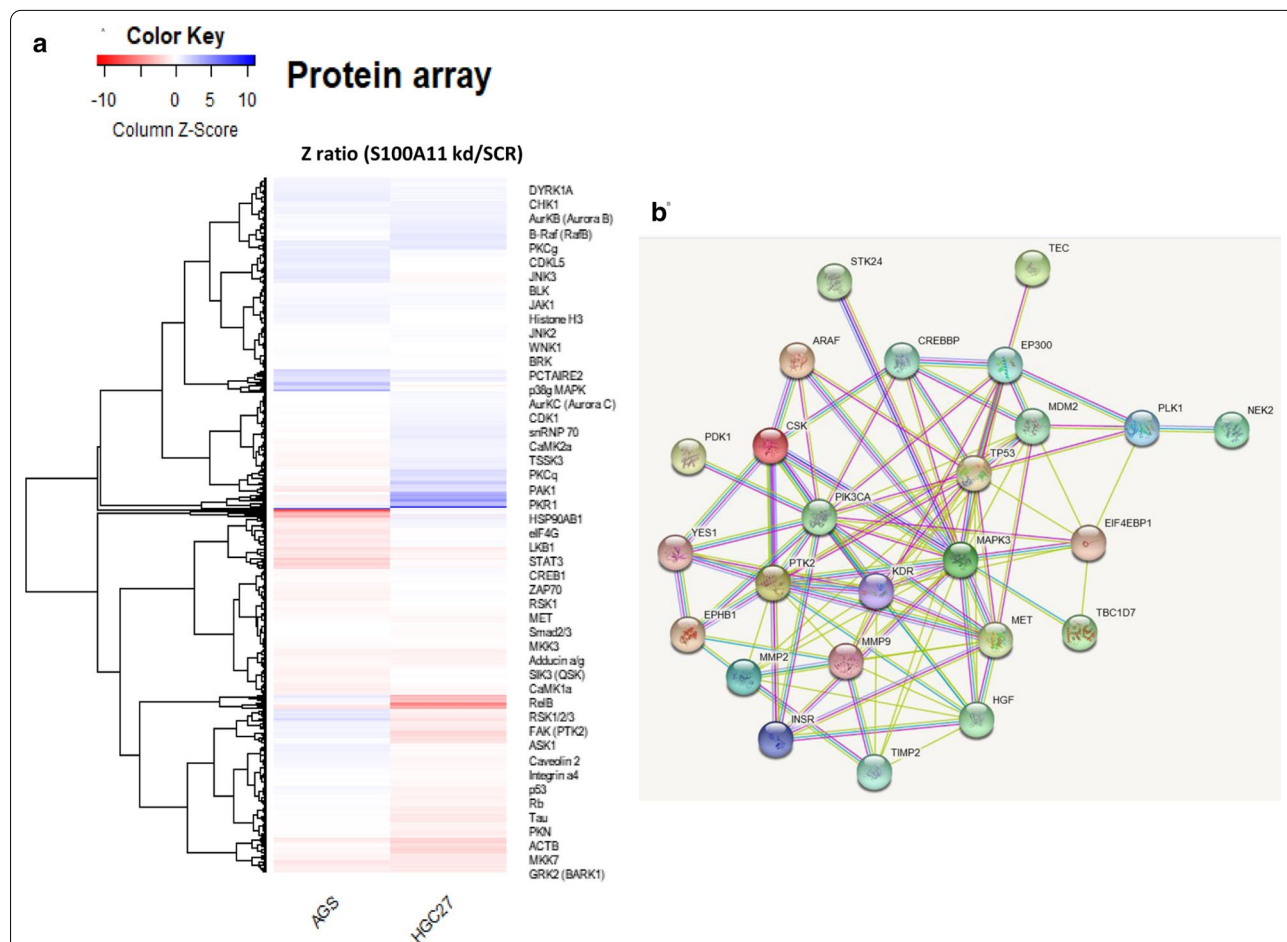 a
A
Color Key
-10 0 5 10
Column Z-Score
Protein array
Z ratio (S100A11 kd/SCR)
DYRK1A
CHK1
AurKB (Aurora B)
B-Raf (RafB)
PKCg
CDKL5
JNK3
BLK
JAK1
Histone H3
JNK2
WNK1
BRK
PCTAIRE2
p38g MAPK
AurKC (Aurora C)
CDK1
snRNP 70
CaMK2a
TSSK3
PKCq
PAK1
PKR1
HSP90AB1
eIF4G
LKB1
STAT3
CREB1
ZAP70
RSK1
MET
Smad2/3
MKK3
Adducin a/g
SIK3 (QSK)
CaMK1a
RelB
RSK1/2/3
FAK (PTK2)
ASK1
Caveolin 2
Integrin a4
p53
Rb
Tau
PKN
ACTB
MKK7
GRK2 (BARK1)
AGS
HGC27
b
TEC
STK24
ARAF
CREBBP
EP300
MDM2
PLK1
NEK2
CSK
PDK1
TP53
PIK3CA
EIF4EBP1
YES1
MAPK3
PTK2
KDR
EPHB1
TBC1D7
MET
MMP9
MMP2
HGF
INSR
TIMP2